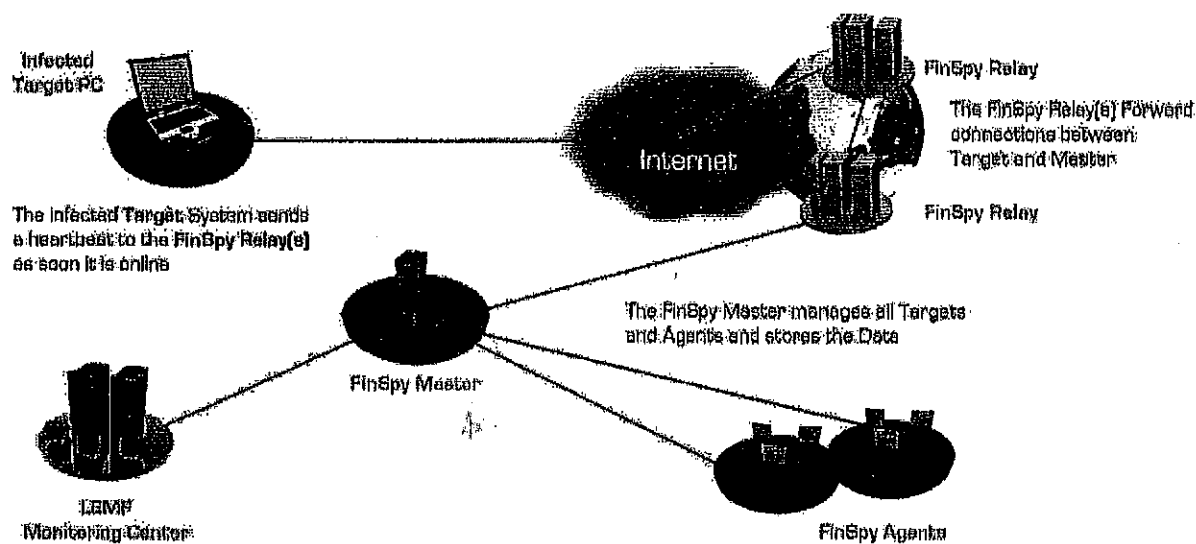 Infected
Target PC
The Infected Target System sends
a heartbeat to the FinSpy Relay(s)
as soon it is online
Internet
FinSpy Relay
The FinSpy Relay(s) Forward
connections between
Target and Master
FinSpy Relay
The FinSpy Master manages all Targets
and Agents and stores the Data
FinSpy Master
LEMF
Monitoring Center
FinSpy Agents